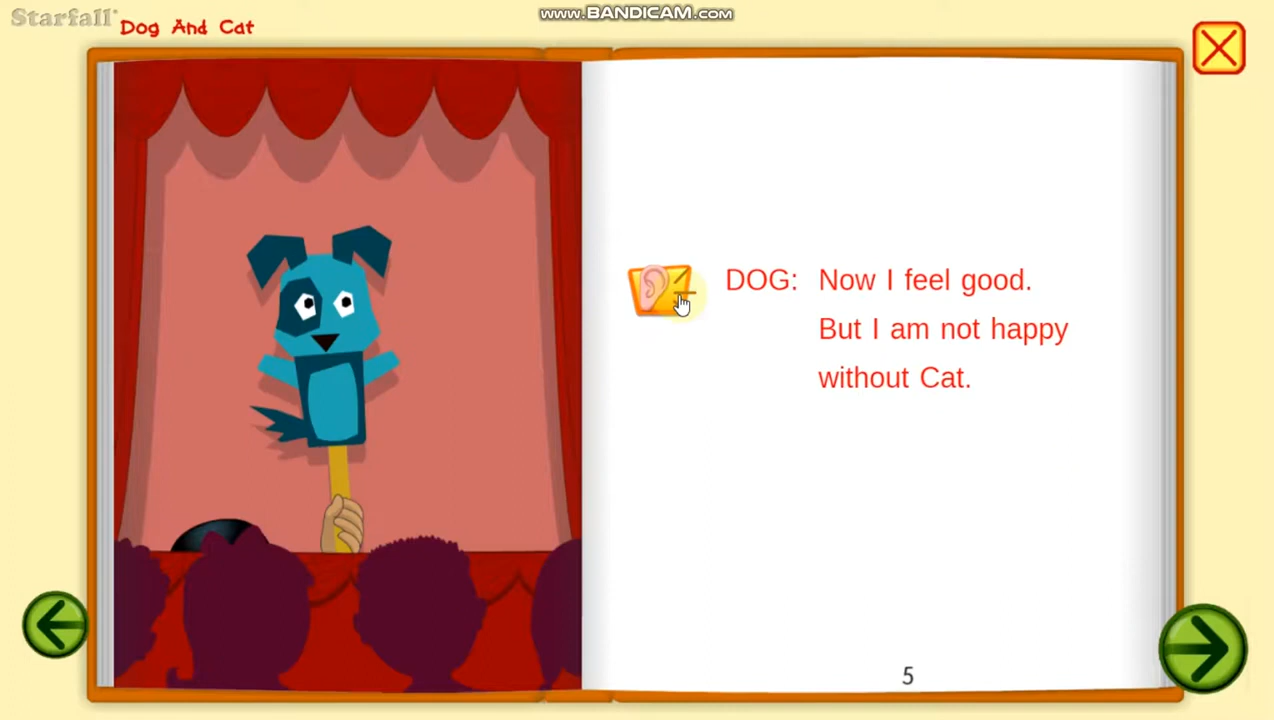 Starfall®
www.BANDICAM.com
Dog And Cat
DOG: Now I feel good.
But I am not happy
without Cat.
5